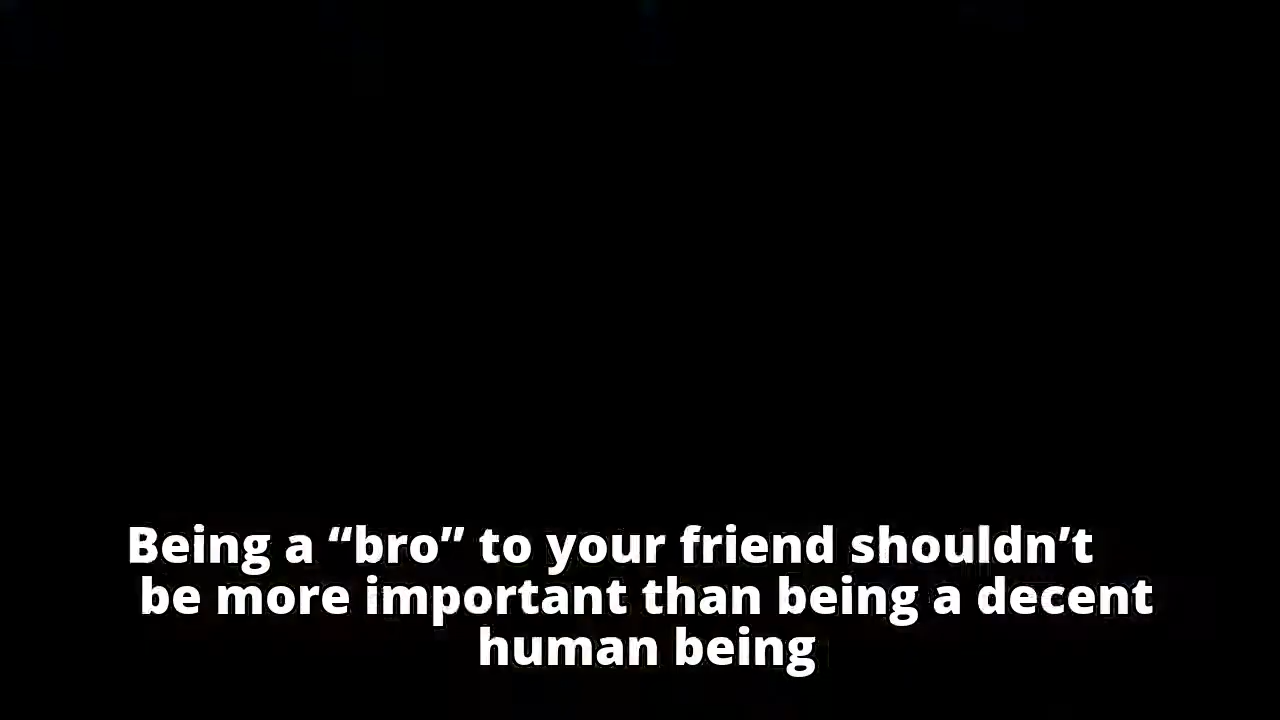 Being a “bro” to your friend shouldn’t
be more important than being a decent
human being